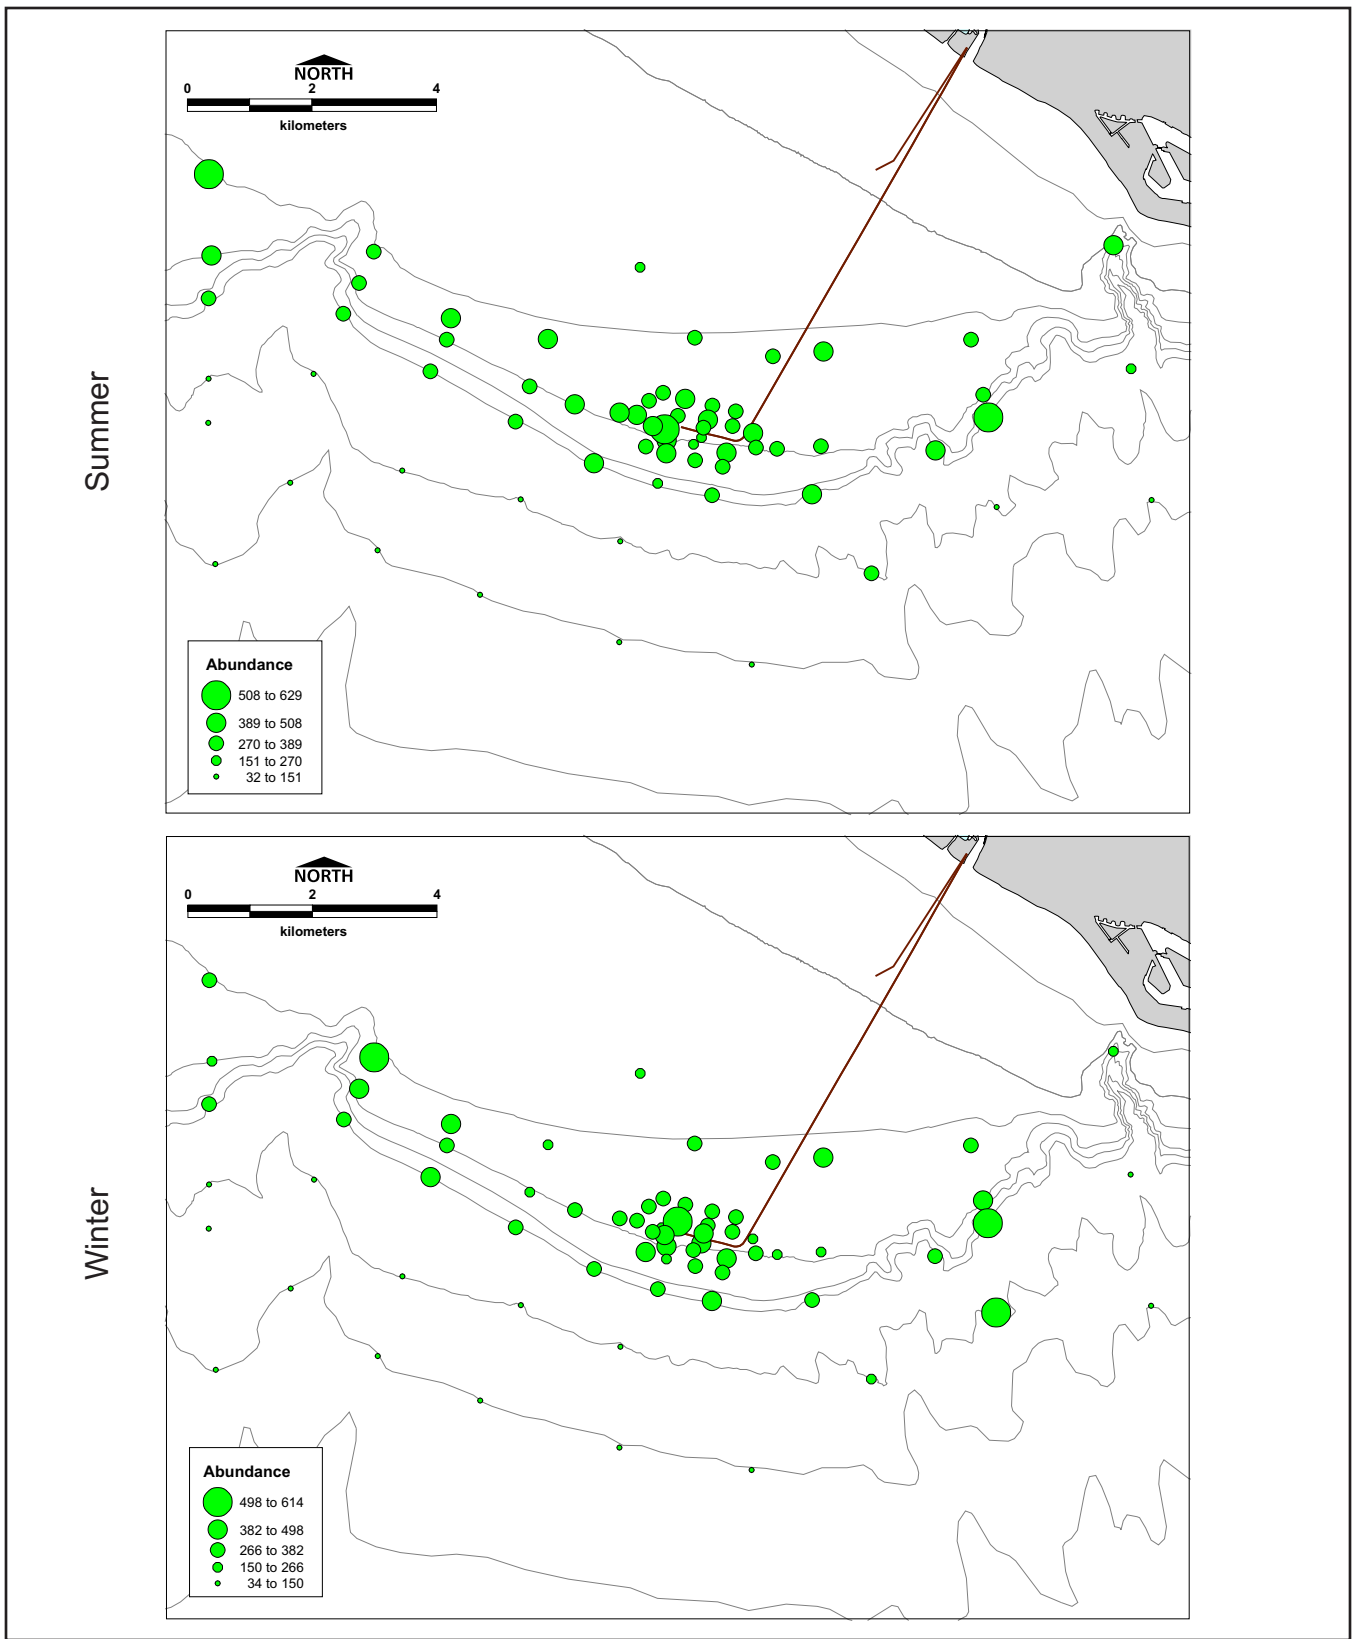 Summer
NORTH
0 2 4
kilometers
Abundance
508 to 629
389 to 508
270 to 389
151 to 270
32 to 151
Winter
NORTH
0 2 4
kilometers
Abundance
498 to 614
382 to 498
266 to 382
150 to 266
34 to 150